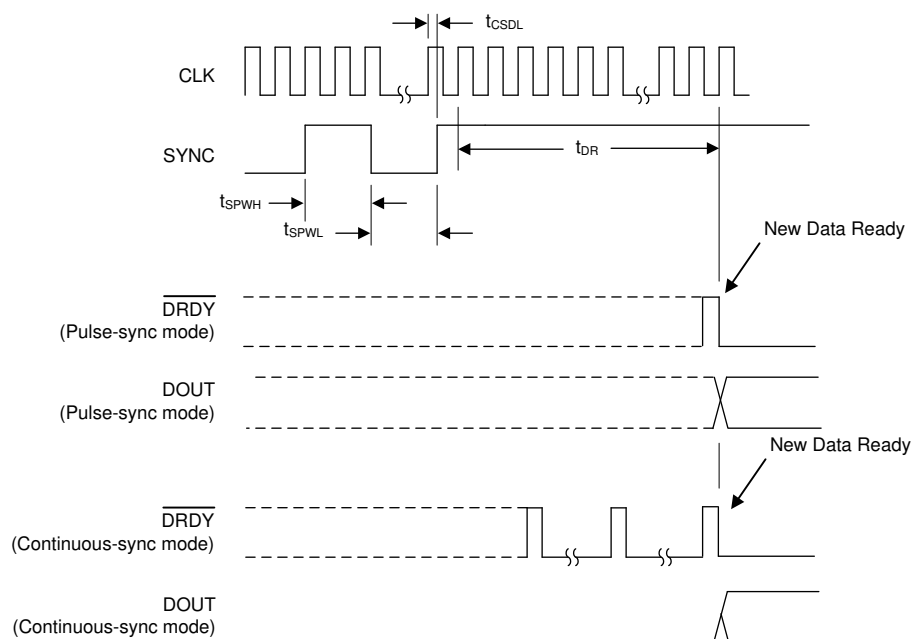 tCSDL
CLK
SYNC
tDR
tSPWH
tSPWL
New Data Ready
DRDY
(Pulse-sync mode)
DOUT
(Pulse-sync mode)
New Data Ready
DRDY
(Continuous-sync mode)
DOUT
(Continuous-sync mode)